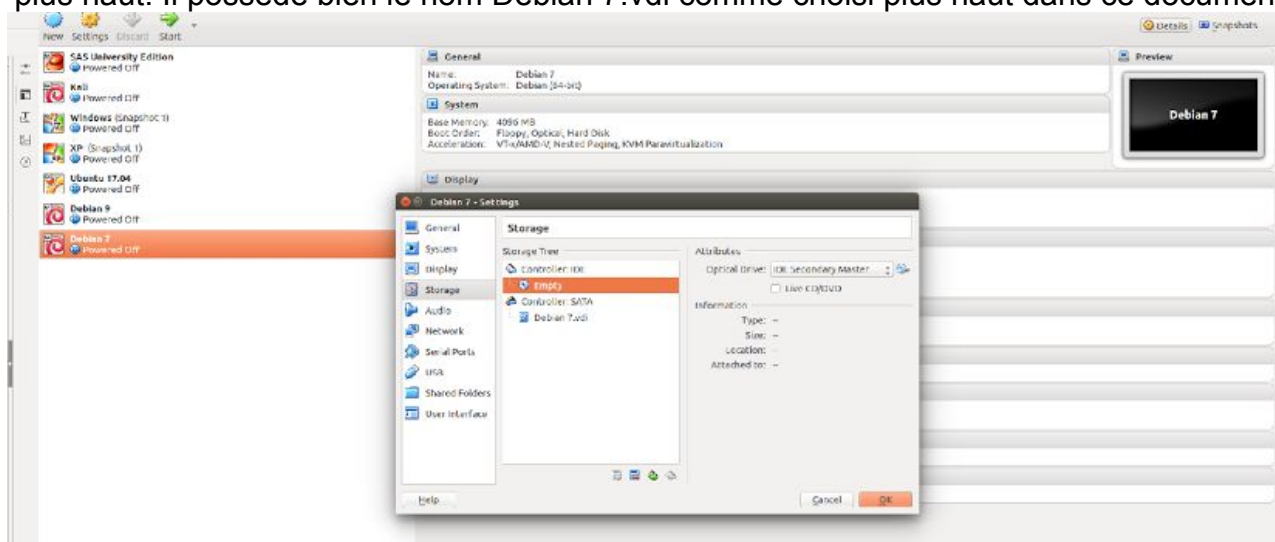 plus haut. Il possède bien le nom Debian 7.vdi comme choisi plus haut dans ce documen
New Settings Discard Start
Details Snapshots
SAS University Edition
Powered Off
Kali
Powered Off
Windows (Snapshot 1)
Powered Off
XP (Snapshot 1)
Powered Off
Ubuntu 17.04
Powered Off
Debian 9
Powered Off
Debian 7
Powered Off
General
Name: Debian 7
Operating System: Debian (64-bit)
System
Base Memory: 4096 MB
Boot Order: Floppy, Optical, Hard Disk
Acceleration: VT-x/AMD-V, Nested Paging, KVM Paravirtualization
Display
Preview
Debian 7
Debian 7 - Settings
General
System
Display
Storage
Audio
Network
Serial Ports
USB
Shared Folders
User Interface
Storage
Storage Tree
Controller: IDE
Empty
Controller: SATA
Debian 7.vdi
Attributes
Optical Drive: IDE Secondary Master
Live CD/DVD
Information
Type: --
Size: --
Location: --
Attached to: --
Help
Cancel
OK